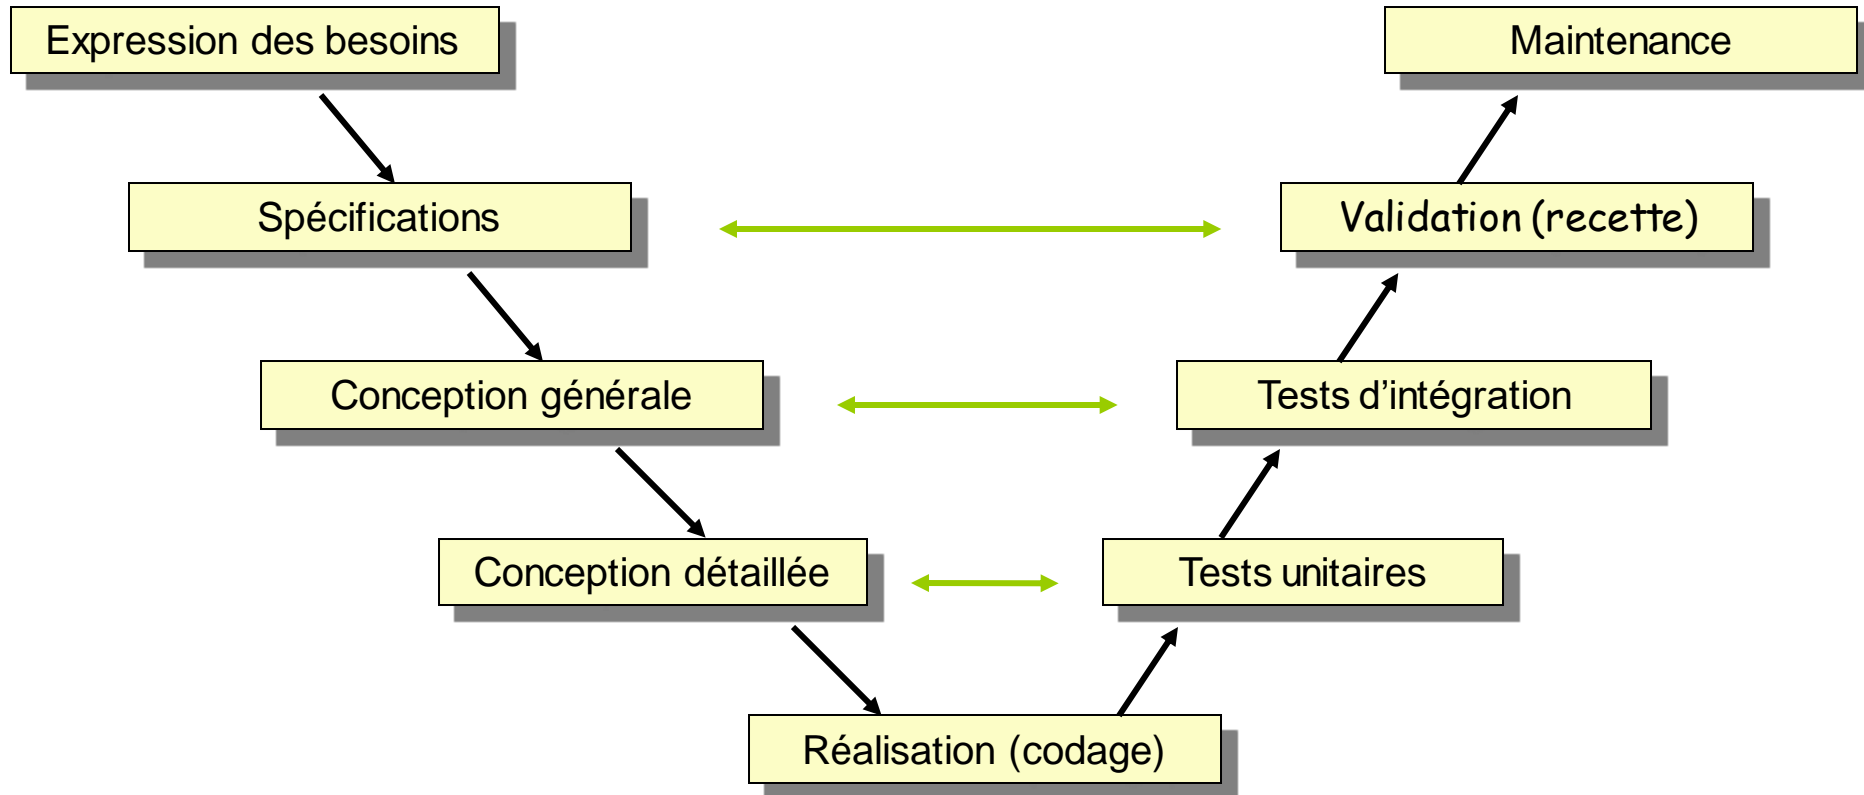 Expression des besoins
Maintenance
Spécifications
Validation (recette)
Conception générale
Tests d’intégration
Conception détaillée
Tests unitaires
Réalisation (codage)